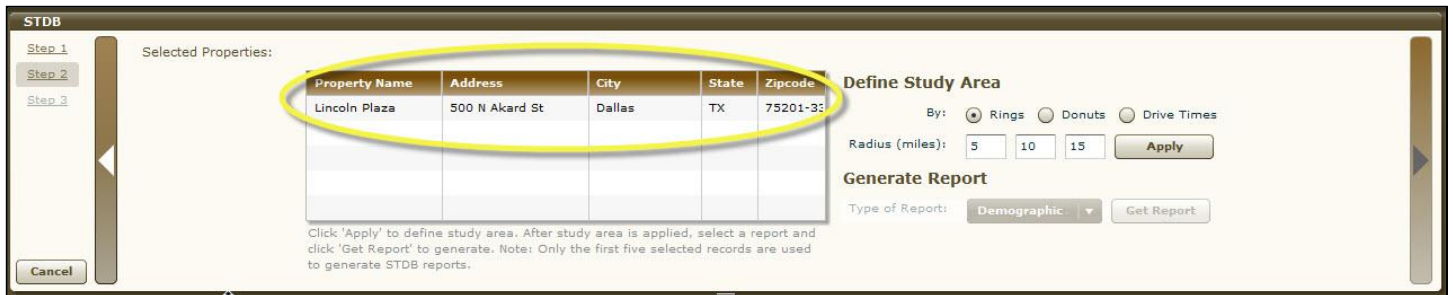 STDB
Step 1
Step 2
Step 3
Cancel
Selected Properties:
Property Name Address City State Zipcode
Lincoln Plaza 500 N Akard St Dallas TX 75201-33
Click 'Apply' to define study area. After study area is applied, select a report and
click 'Get Report' to generate. Note: Only the first five selected records are used
to generate STDB reports.
Define Study Area
By: Rings Donuts Drive Times
Radius (miles): 5 10 15 Apply
Generate Report
Type of Report: Demographic Get Report